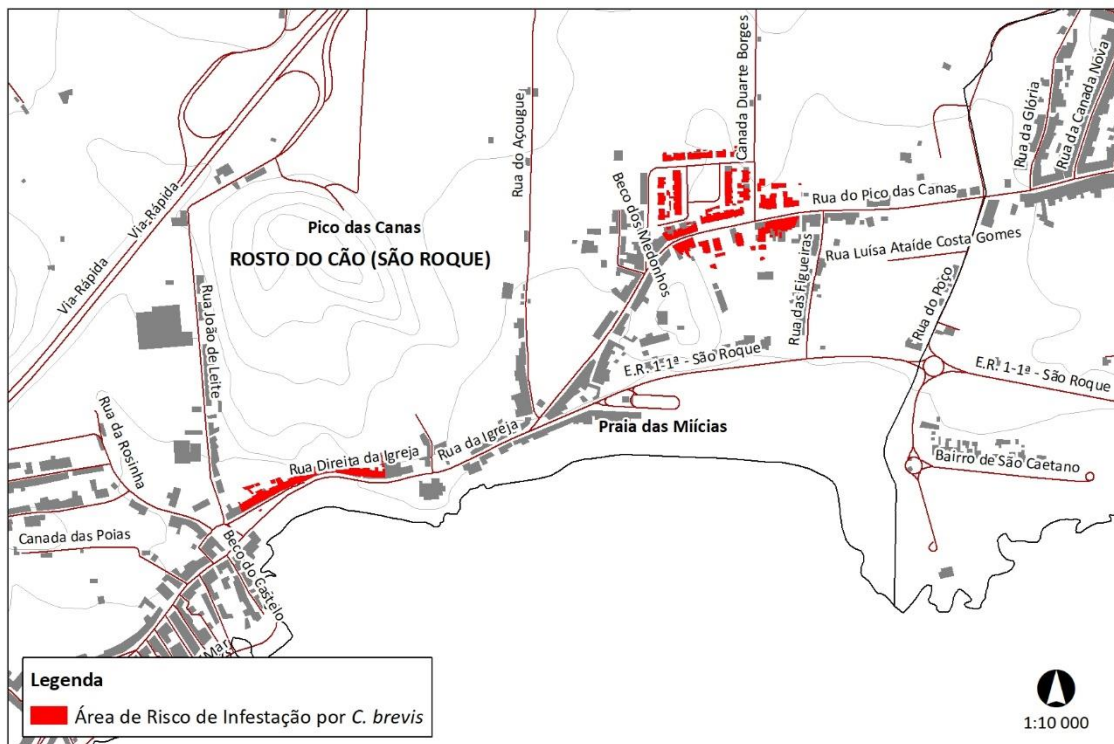 Via-Rápida
Via-Rápida
Rua João de Leite
Pico das Canas
ROSTO DO CÃO (SÃO ROQUE)
Rua do Açougue
Beco dos Medonhos
Canada Duarte Borges
Rua do Pico das Canas
Rua da Glória
Rua da Canada Nova
Rua Luísa Ataíde Costa Gomes
Rua das Figueiras
Rua do Poço
E.R. 1-1ª - São Roque
E.R. 1-1ª - São Roque
Praia das Miícias
Bairro de São Caetano
Rua da Rosinha
Rua Direita da Igreja
Rua da Igreja
Canada das Poias
Beco do Castelo
Mar
Legenda
Área de Risco de Infestação por C. brevis
1:10 000